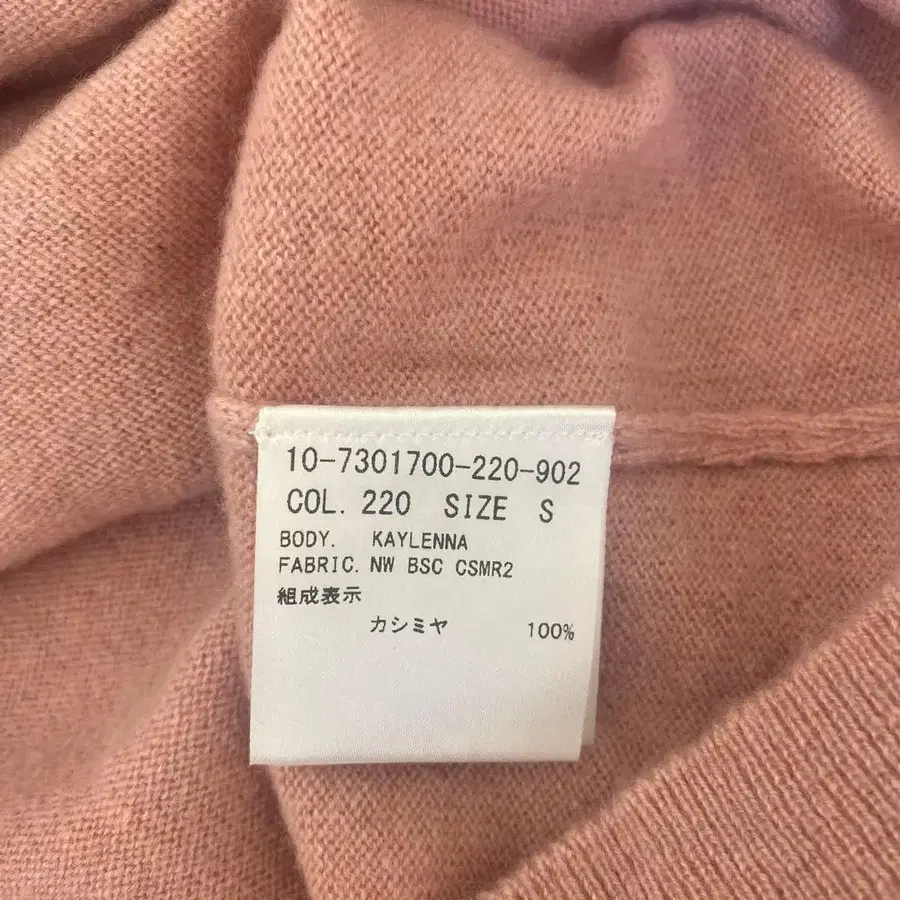 10-7301700-220-902
COL. 220 SIZE S
BODY. KAYLENNA
FABRIC. NW BSC CSMR2
組成表示
カシミヤ 100%